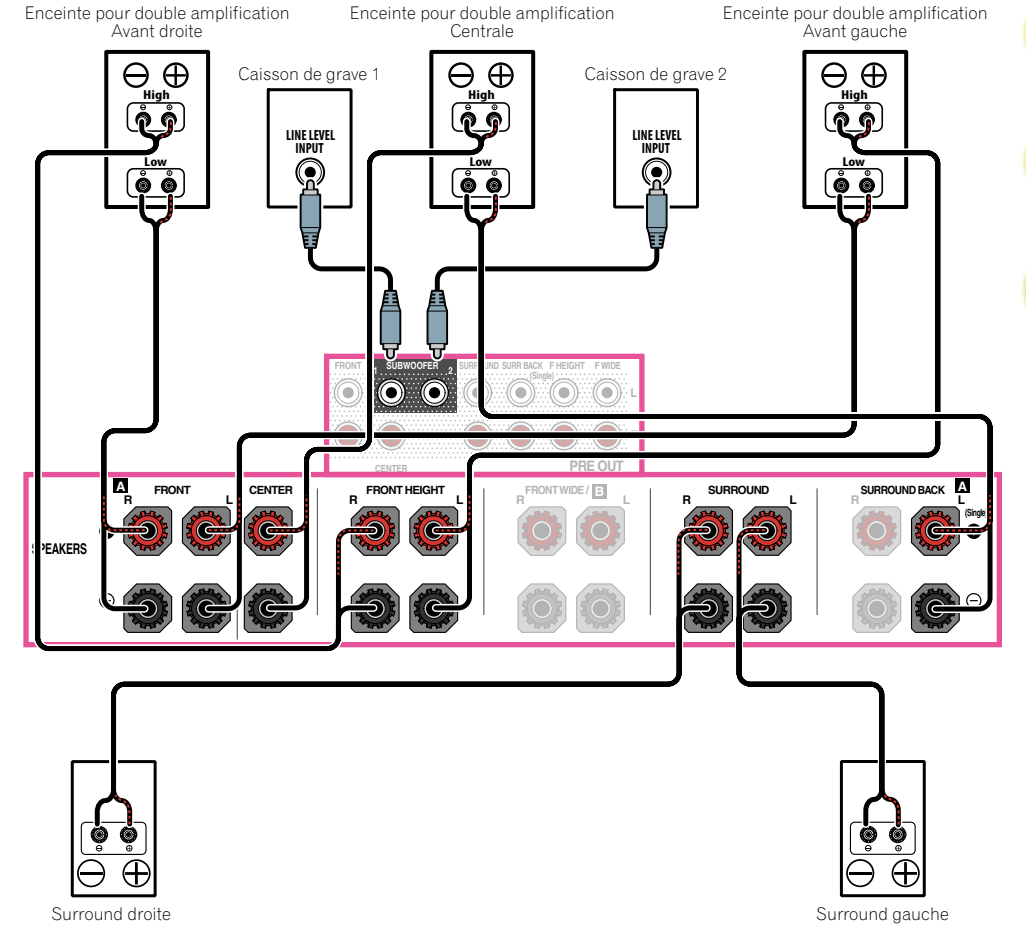 Enceinte pour double amplification
Avant droite
Enceinte pour double amplification
Centrale
Enceinte pour double amplification
Avant gauche
Caisson de grave 1
Caisson de grave 2
High
Low
LINE LEVEL
INPUT
High
Low
LINE LEVEL
INPUT
High
Low
FRONT
1 SUBWOOFER 2
SURROUND
SURR BACK
(Single)
F HEIGHT
F WIDE
L
CENTER
PRE OUT
SPEAKERS
A
R FRONT L
CENTER
R FRONT HEIGHT L
R FRONT WIDE / B L
R SURROUND L
R SURROUND BACK L
A
(Single
Surround droite
Surround gauche